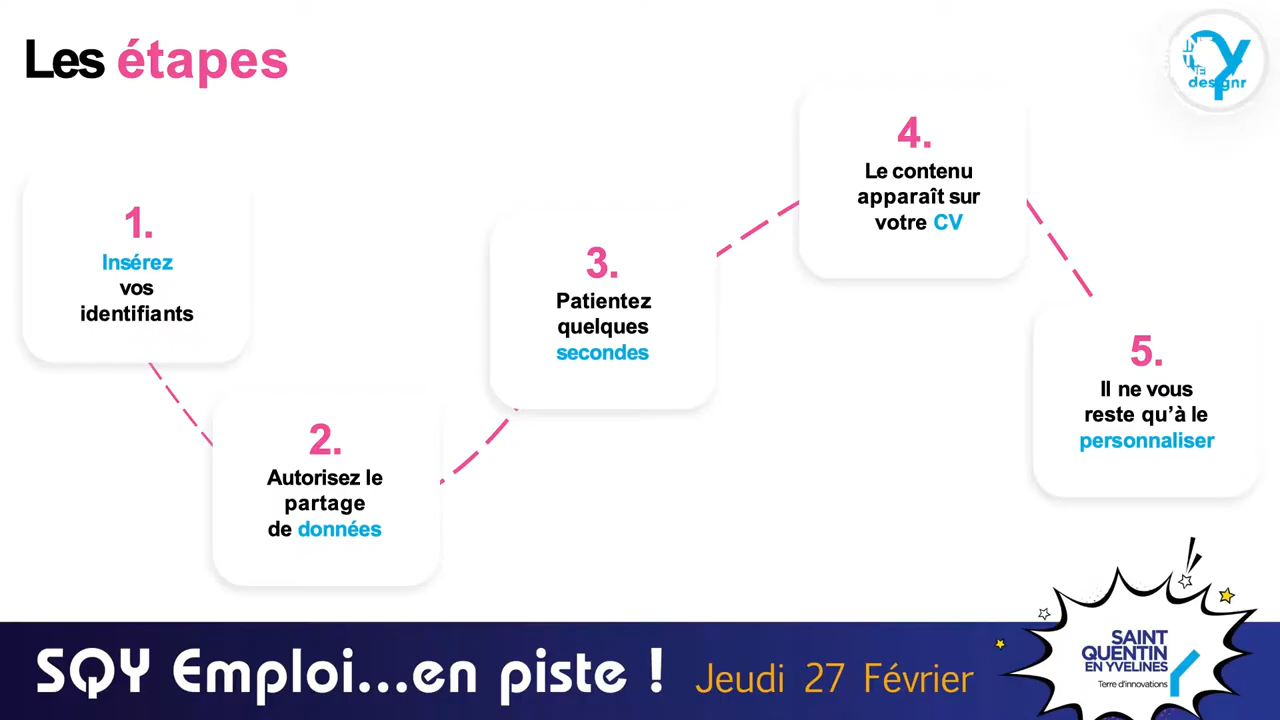 Les étapes
designr
1.
Insérez
vos
identifiants
2.
Autorisez le
partage
de données
3.
Patientez
quelques
secondes
4.
Le contenu
apparaît sur
votre CV
5.
Il ne vous
reste qu’à le
personnaliser
SQY Emploi...en piste !
Jeudi 27 Février
SAINT
QUENTIN
EN YVELINES
Terre d'innovations